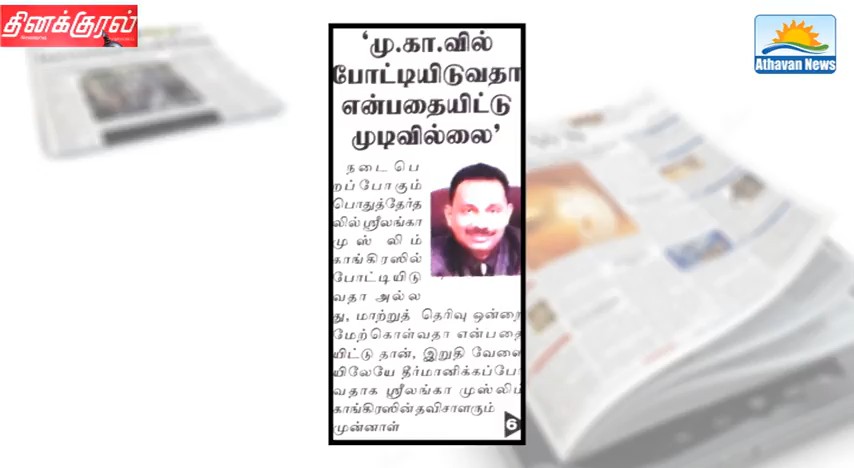 தினக்குரல்
Athavan News
‘மு.கா.வில்
போட்டியிடுவதா
என்பதையிட்டு
முடிவில்லை’
நடை பெ
றப்போகும்
பொதுத்தேர்த
லில் ஸ்ரீலங்கா
முஸ் லிம்
காங்கிரஸில்
போட்டியிடு
வதா அல்ல
து, மாற்றுத் தெரிவு ஒன்றை
மேற்கொள்வதா என்பதை
யிட்டு தான், இறுதி வேளை
யிலேயே தீர்மானிக்கப்போ
வதாக ஸ்ரீலங்கா முஸ்லிம்
காங்கிரஸின் தவிசாளரும்
முன்னாள்
6